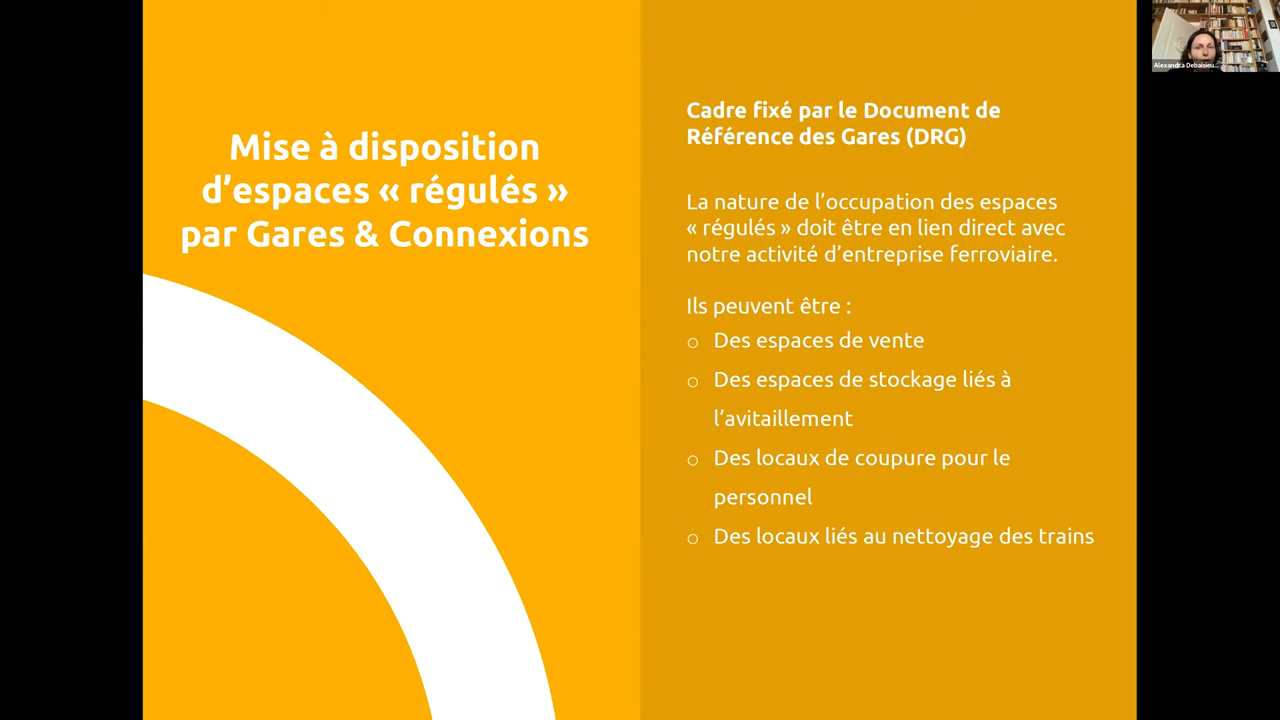 Mise à disposition
d’espaces « régulés »
par Gares & Connexions
Cadre fixé par le Document de
Référence des Gares (DRG)
La nature de l’occupation des espaces
« régulés » doit être en lien direct avec
notre activité d’entreprise ferroviaire.
Ils peuvent être :
o Des espaces de vente
o Des espaces de stockage liés à
l’avitaillement
o Des locaux de coupure pour le
personnel
o Des locaux liés au nettoyage des trains
Alexandra Debaisieu...